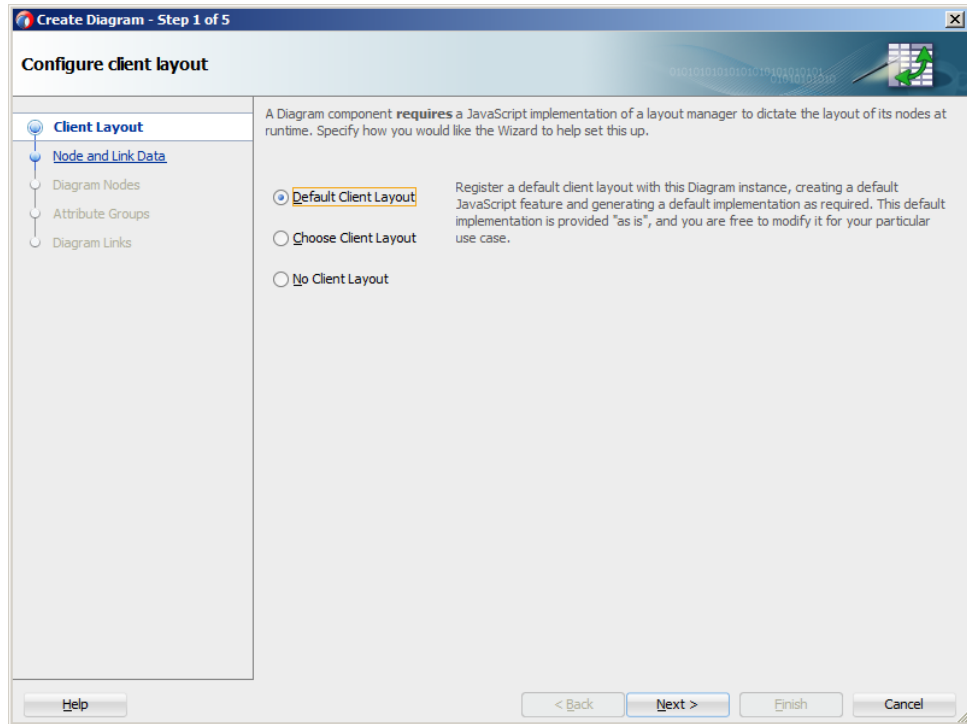 Create Diagram - Step 1 of 5
Configure client layout
Client Layout
Node and Link Data
Diagram Nodes
Attribute Groups
Diagram Links
A Diagram component requires a JavaScript implementation of a layout manager to dictate the layout of its nodes at
runtime. Specify how you would like the Wizard to help set this up.
Default Client Layout
Choose Client Layout
No Client Layout
Register a default client layout with this Diagram instance, creating a default
JavaScript feature and generating a default implementation as required. This default
implementation is provided "as is", and you are free to modify it for your particular
use case.
Help
< Back
Next >
Finish
Cancel